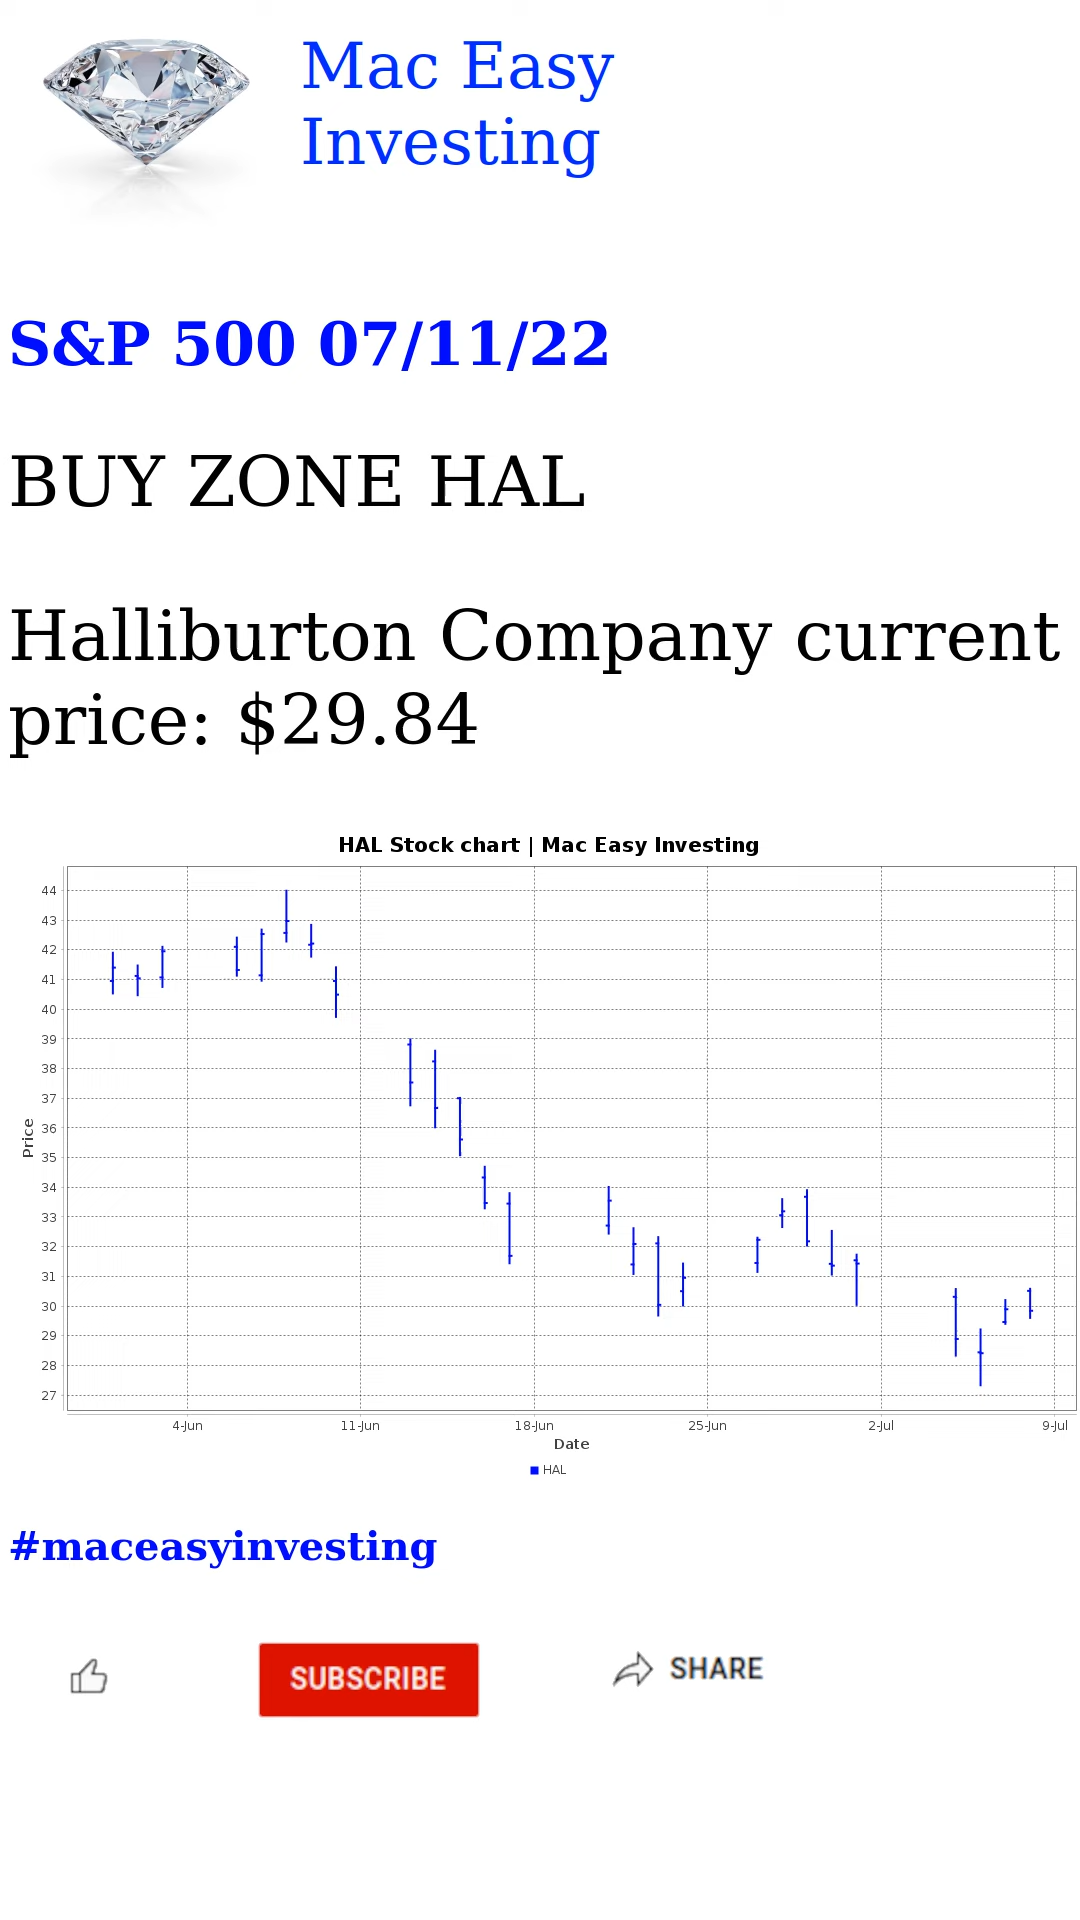 Mac Easy
Investing
S&P 500 07/11/22
BUY ZONE HAL
Halliburton Company current
price: $29.84
HAL Stock chart | Mac Easy Investing
44
43
42
41
40
39
38
37
36
35
34
33
32
31
30
29
28
27
Price
4-Jun 11-Jun 18-Jun 25-Jun 2-Jul 9-Jul
Date
HAL
#maceasyinvesting
SUBSCRIBE SHARE